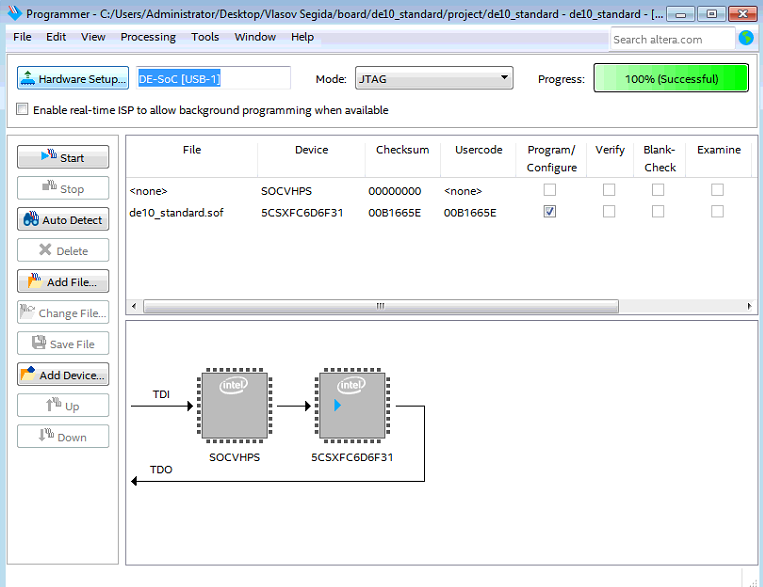 Programmer - C:/Users/Administrator/Desktop/Vlasov Segida/board/de10_standard/project/de10_standard - de10_standard - [...
File Edit View Processing Tools Window Help
Search altera.com
Hardware Setup... DE-SoC [USB-1] Mode: JTAG Progress: 100% (Successful)
Enable real-time ISP to allow background programming when available
Start
Stop
Auto Detect
Delete
Add File...
Change File...
Save File
Add Device...
Up
Down
File Device Checksum Usercode Program/ Verify Blank- Examine
Configure Check
<none> SOCVHPS 00000000 <none>
de10_standard.sof 5CSXFC6D6F31 00B1665E 00B1665E
TDI
intel intel
SOCVHPS 5CSXFC6D6F31
TDO